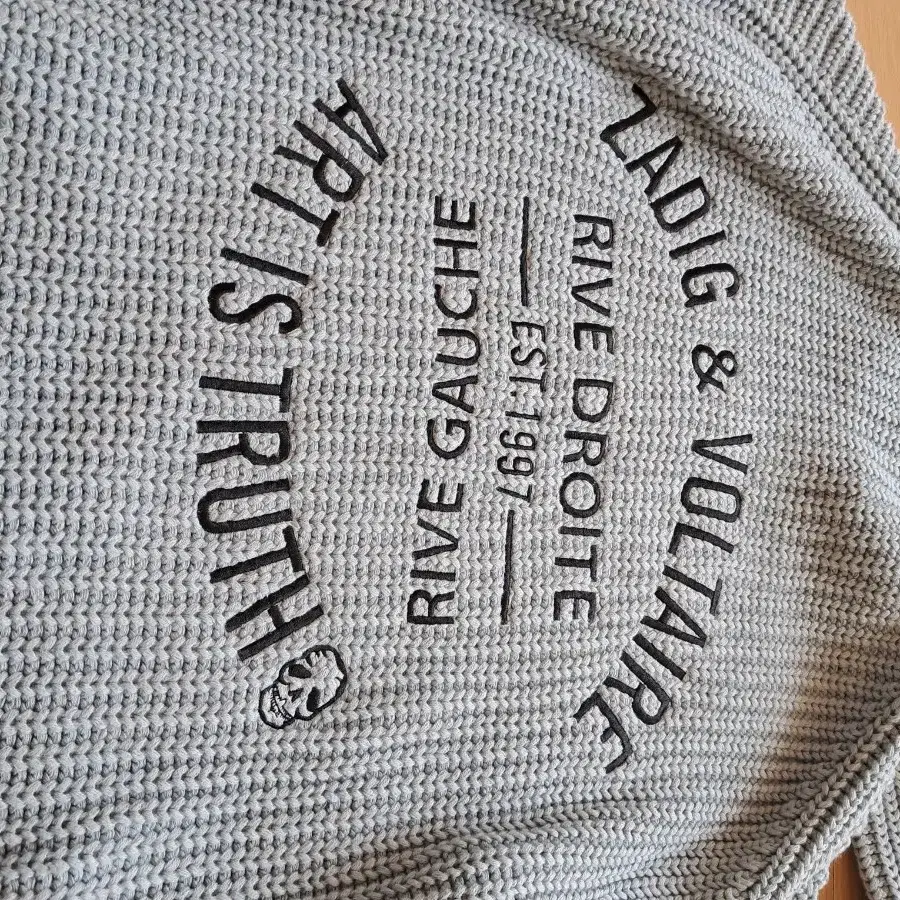 ZADIG & VOLTAIRE
RIVE DROITE
EST.1997
RIVE GAUCHE
ART IS TRUTH